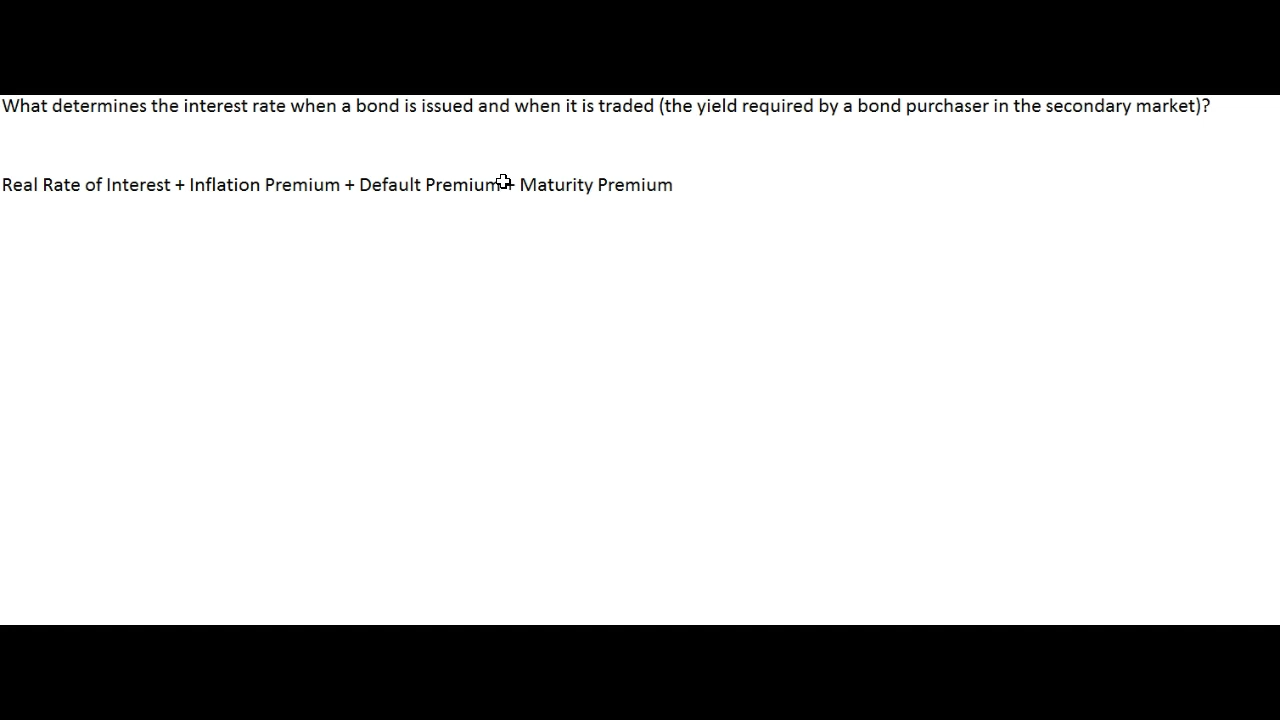 What determines the interest rate when a bond is issued and when it is traded (the yield required by a bond purchaser in the secondary market)?
Real Rate of Interest + Inflation Premium + Default Premium + Maturity Premium